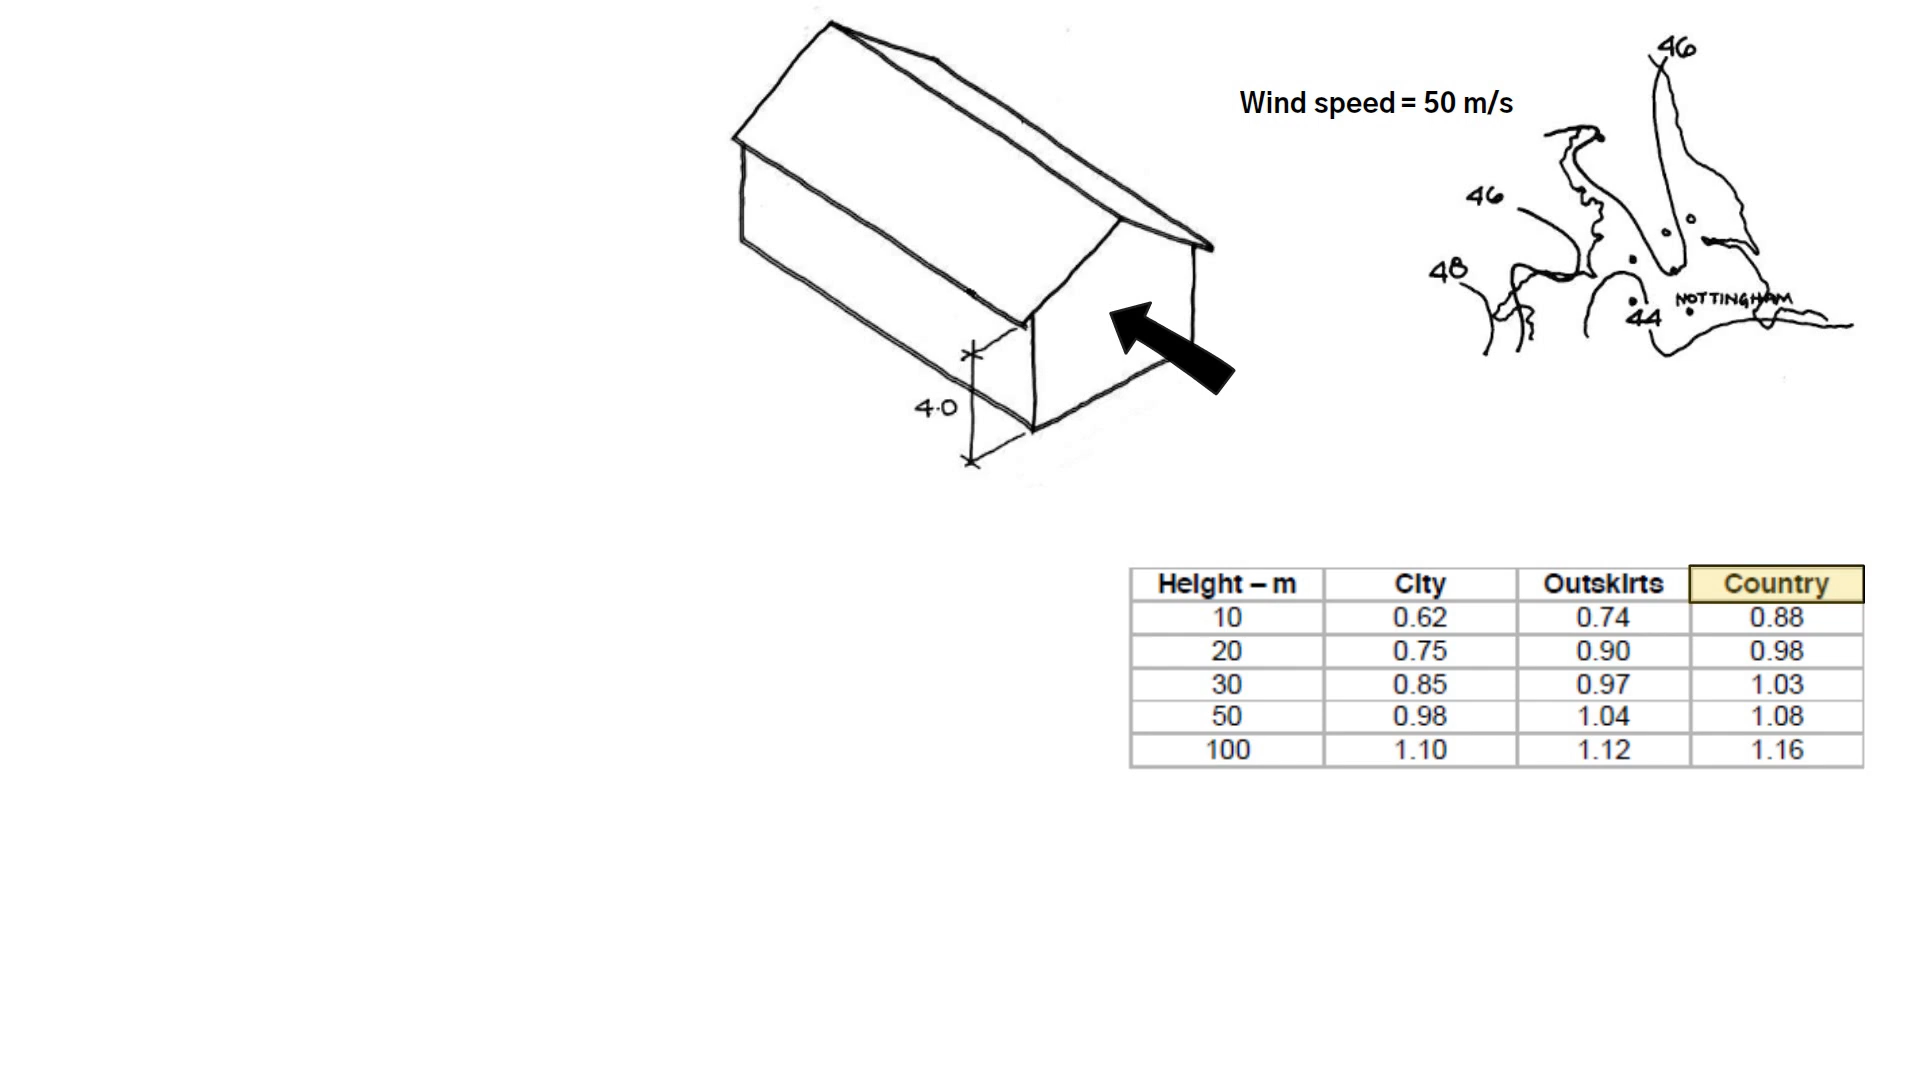 46
Wind speed = 50 m/s
46
48
NOTTINGHAM
44
4.0
Height – m City Outskirts Country
10 0.62 0.74 0.88
20 0.75 0.90 0.98
30 0.85 0.97 1.03
50 0.98 1.04 1.08
100 1.10 1.12 1.16